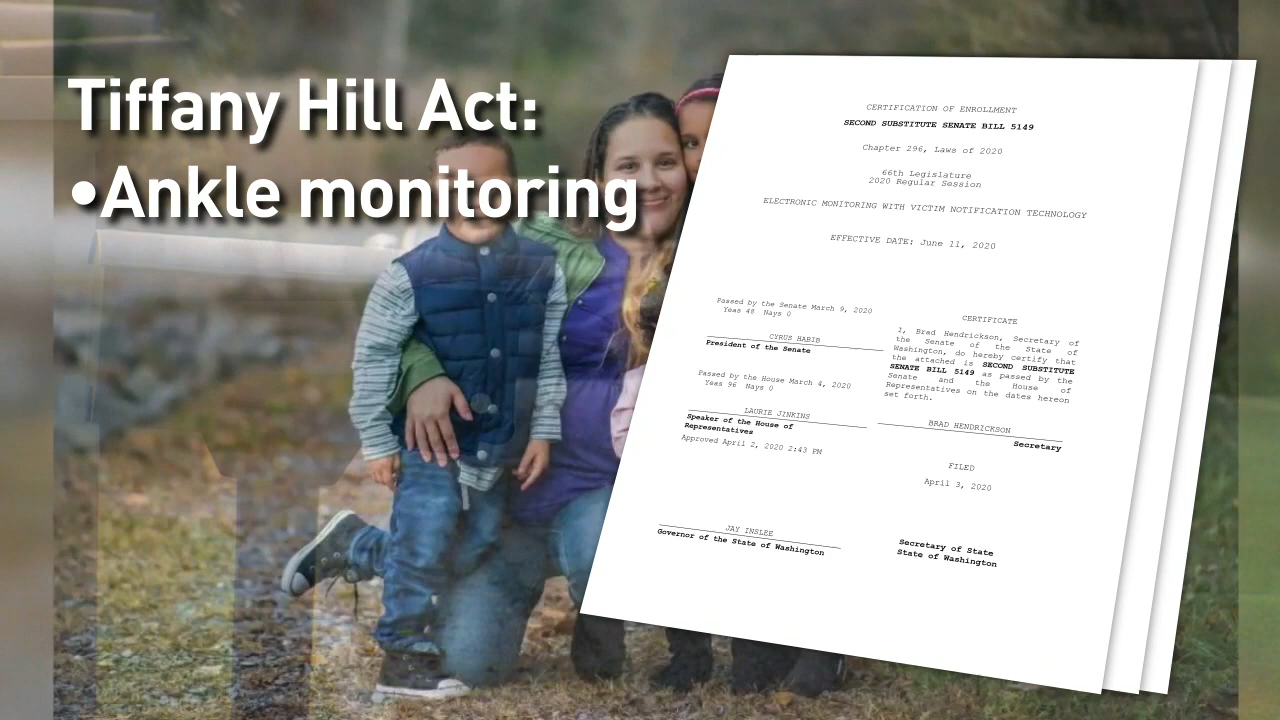 Tiffany Hill Act:
•Ankle monitoring
CERTIFICATION OF ENROLLMENT
SECOND SUBSTITUTE SENATE BILL 5149
Chapter 296, Laws of 2020
66th Legislature
2020 Regular Session
ELECTRONIC MONITORING WITH VICTIM NOTIFICATION TECHNOLOGY
EFFECTIVE DATE: June 11, 2020
Passed by the Senate March 9, 2020
Yeas 48 Nays 0
CYRUS HABIB
President of the Senate
Passed by the House March 4, 2020
Yeas 96 Nays 0
LAURIE JINKINS
Speaker of the House of
Representatives
Approved April 2, 2020 2:43 PM
JAY INSLEE
Governor of the State of Washington
CERTIFICATE
I, Brad Hendrickson, Secretary of
the Senate of the State of
Washington, do hereby certify that
the attached is SECOND SUBSTITUTE
SENATE BILL 5149 as passed by the
Senate and the House of
Representatives on the dates hereon
set forth.
BRAD HENDRICKSON
Secretary
FILED
April 3, 2020
Secretary of State
State of Washington